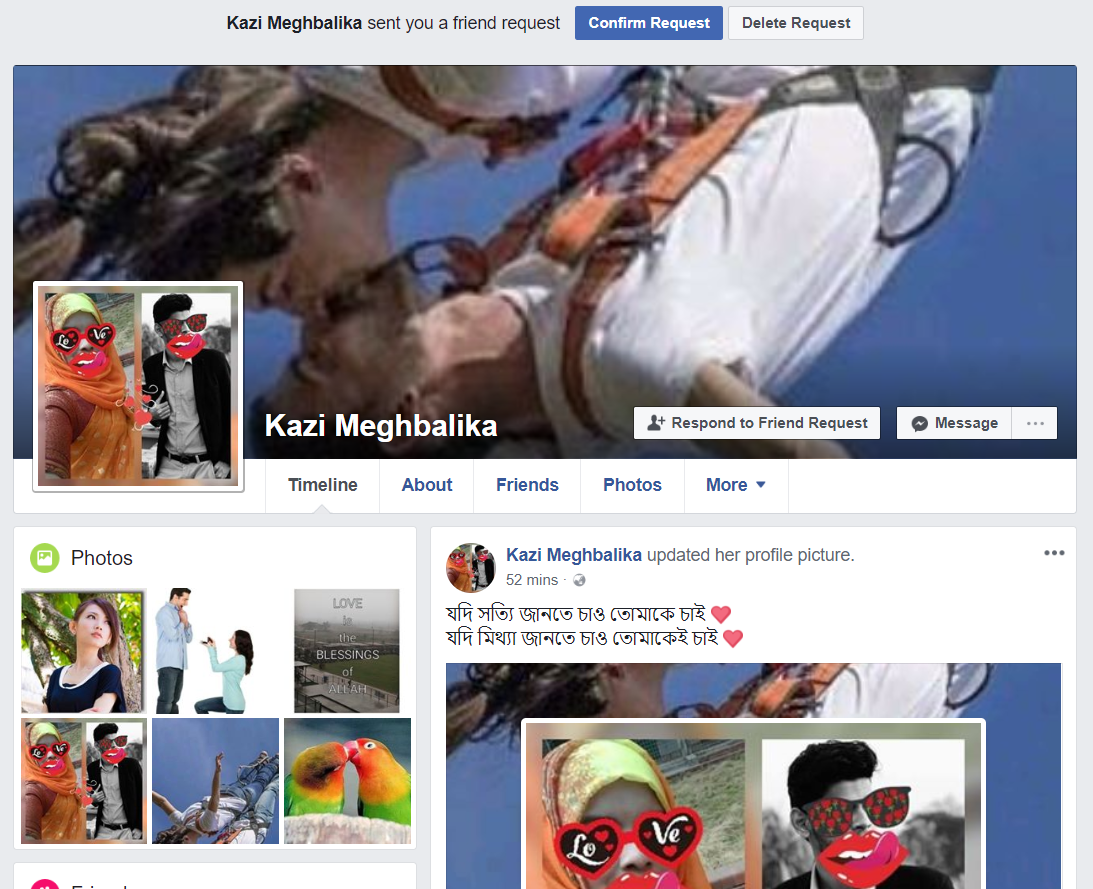 Kazi Meghbalika sent you a friend request Confirm Request Delete Request
Lo Ve
Kazi Meghbalika
Respond to Friend Request Message
Timeline About Friends Photos More
Photos
LOVE
is
the
BLESSINGS
of
ALLAH
Lo Ve
Kazi Meghbalika updated her profile picture.
52 mins
যদি সত্যি জানতে চাও তোমাকে চাই
যদি মিথ্যা জানতে চাও তোমাকেই চাই
Lo Ve